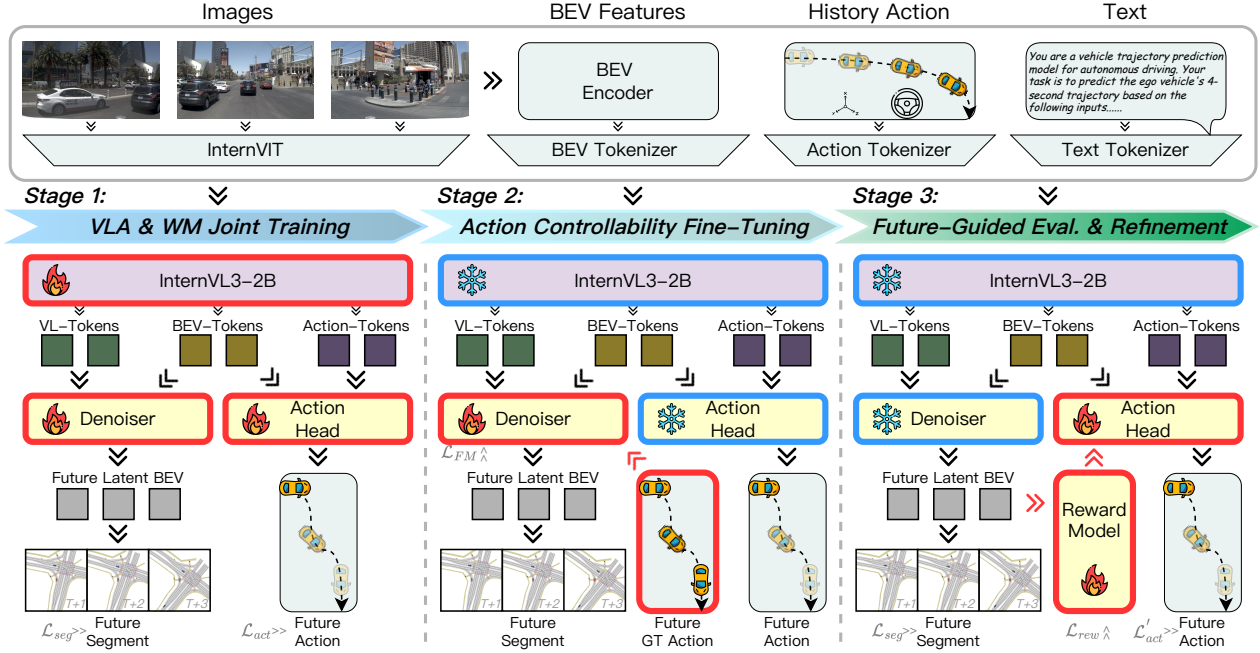 Images
BEV Features
History Action
Text
BEV
Encoder
You are a vehicle trajectory prediction
model for autonomous driving. Your
task is to predict the ego vehicle's 4-
second trajectory based on the
following inputs......
InternVIT
BEV Tokenizer
Action Tokenizer
Text Tokenizer
Stage 1:
VLA & WM Joint Training
InternVL3-2B
VL-Tokens
BEV-Tokens
Action-Tokens
Denoiser
Action
Head
Future Latent BEV
T+1
T+2
T+3
ℒseg>>
Future
Segment
ℒact>>
Future
Action
Stage 2:
Action Controllability Fine-Tuning
InternVL3-2B
VL-Tokens
BEV-Tokens
Action-Tokens
Denoiser
Action
Head
ℒFM
Future Latent BEV
T+1
T+2
T+3
Future
Segment
Future
GT Action
Future
Action
Stage 3:
Future-Guided Eval. & Refinement
InternVL3-2B
VL-Tokens
BEV-Tokens
Action-Tokens
Denoiser
Action
Head
Future Latent BEV
Reward
Model
T+1
T+2
T+3
ℒseg>>
Future
Segment
ℒrew
ℒ'act>>
Future
Action